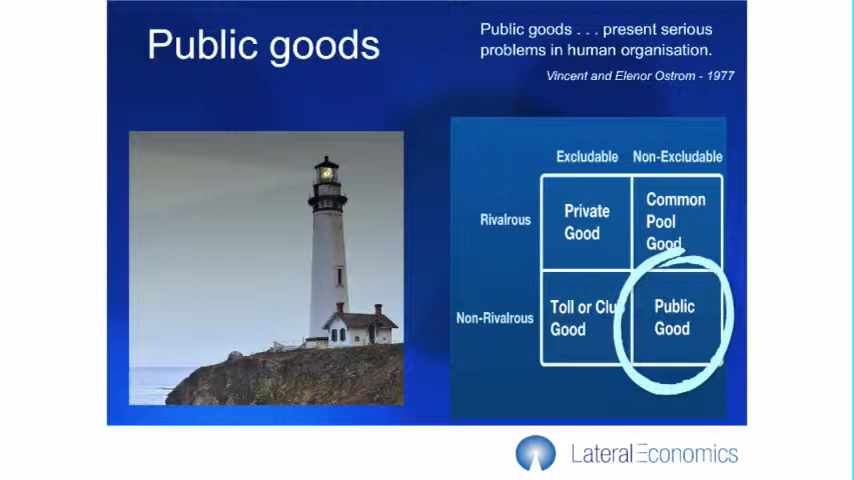 Public goods
Public goods . . . present serious
problems in human organisation.
Vincent and Elenor Ostrom - 1977
Excludable Non-Excludable
Rivalrous
Private
Good
Common
Pool
Good
Non-Rivalrous
Toll or Clu
Good
Public
Good
LateralEconomics